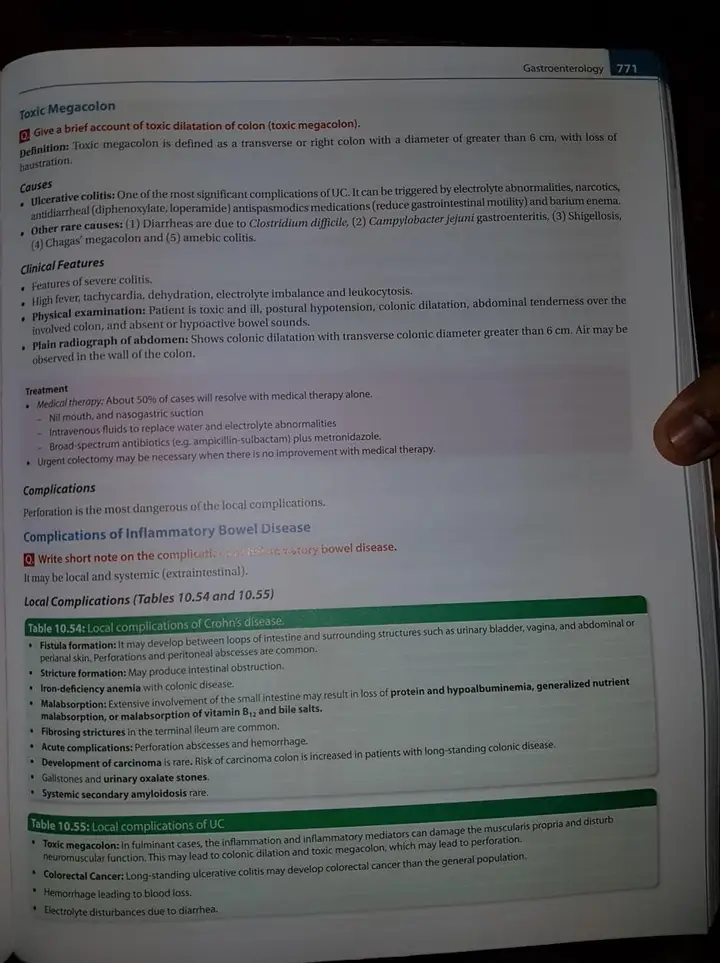 Gastroenterology 771
Toxic Megacolon
Q. Give a brief account of toxic dilatation of colon (toxic megacolon).
Definition: Toxic megacolon is defined as a transverse or right colon with a diameter of greater than 6 cm, with loss of
haustration.
Causes
• Ulcerative colitis: One of the most significant complications of UC. It can be triggered by electrolyte abnormalities, narcotics,
antidiarrheal (diphenoxylate, loperamide) antispasmodics medications (reduce gastrointestinal motility) and barium enema.
• Other rare causes: (1) Diarrheas are due to Clostridium difficile, (2) Campylobacter jejuni gastroenteritis, (3) Shigellosis,
(4) Chagas' megacolon and (5) amebic colitis.
Clinical Features
• Features of severe colitis.
• High fever, tachycardia, dehydration, electrolyte imbalance and leukocytosis.
• Physical examination: Patient is toxic and ill, postural hypotension, colonic dilatation, abdominal tenderness over the
involved colon, and absent or hypoactive bowel sounds.
• Plain radiograph of abdomen: Shows colonic dilatation with transverse colonic diameter greater than 6 cm. Air may be
observed in the wall of the colon.
Treatment
• Medical therapy: About 50% of cases will resolve with medical therapy alone.
– Nil mouth, and nasogastric suction
– Intravenous fluids to replace water and electrolyte abnormalities
– Broad-spectrum antibiotics (e.g. ampicillin-sulbactam) plus metronidazole.
• Urgent colectomy may be necessary when there is no improvement with medical therapy.
Complications
Perforation is the most dangerous of the local complications.
Complications of Inflammatory Bowel Disease
Q. Write short note on the bowel disease.
It may be local and systemic (extraintestinal).
Local Complications (Tables 10.54 and 10.55)
Table 10.54: Local complications of Crohn's disease.
• Fistula formation: It may develop between loops of intestine and surrounding structures such as urinary bladder, vagina, and abdominal or
perianal skin. Perforations and peritoneal abscesses are common.
• Stricture formation: May produce intestinal obstruction.
• Iron-deficiency anemia with colonic disease.
• Malabsorption: Extensive involvement of the small intestine may result in loss of protein and hypoalbuminemia, generalized nutrient
malabsorption, or malabsorption of vitamin B12 and bile salts.
• Fibrosing strictures in the terminal ileum are common.
• Acute complications: Perforation abscesses and hemorrhage.
• Development of carcinoma is rare. Risk of carcinoma colon is increased in patients with long-standing colonic disease.
• Gallstones and urinary oxalate stones.
• Systemic secondary amyloidosis rare.
Table 10.55: Local complications of UC
• Toxic megacolon: In fulminant cases, the inflammation and inflammatory mediators can damage the muscularis propria and disturb
neuromuscular function. This may lead to colonic dilation and toxic megacolon, which may lead to perforation.
• Colorectal Cancer: Long-standing ulcerative colitis may develop colorectal cancer than the general population.
• Hemorrhage leading to blood loss.
• Electrolyte disturbances due to diarrhea.